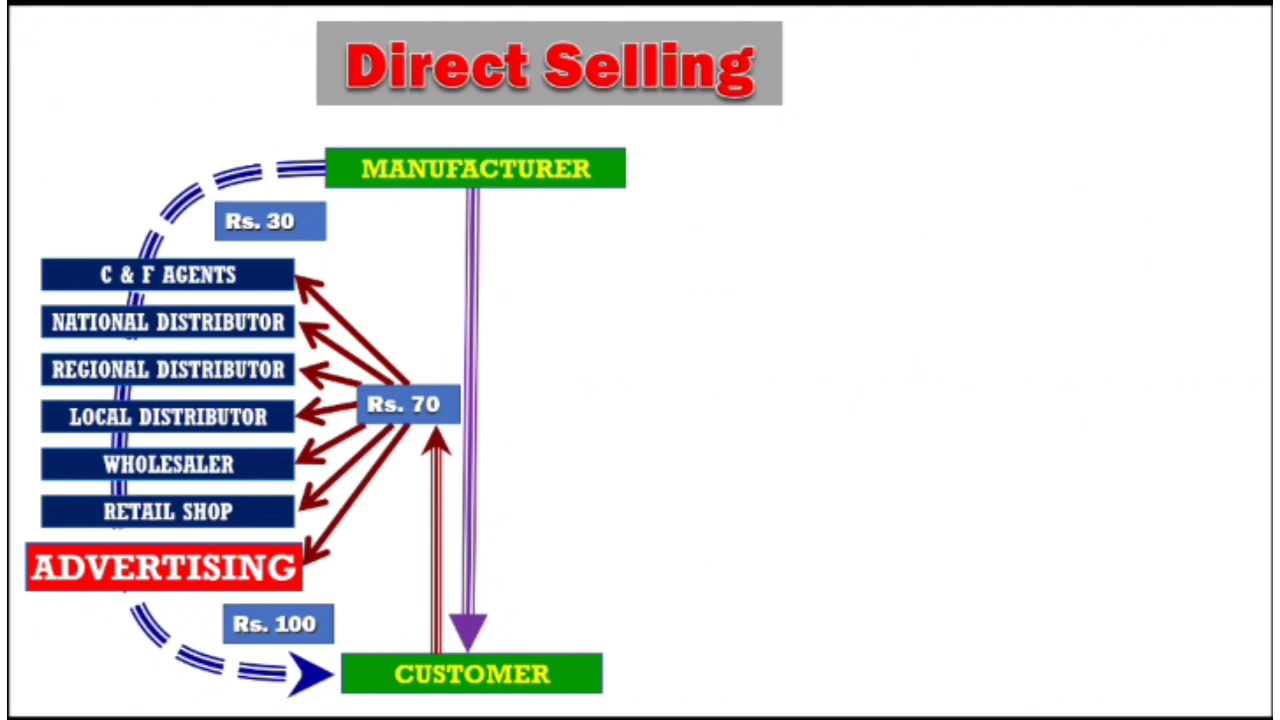 Direct Selling
MANUFACTURER
Rs. 30
C & F AGENTS
NATIONAL DISTRIBUTOR
REGIONAL DISTRIBUTOR
Rs. 70
LOCAL DISTRIBUTOR
WHOLESALER
RETAIL SHOP
ADVERTISING
Rs. 100
CUSTOMER